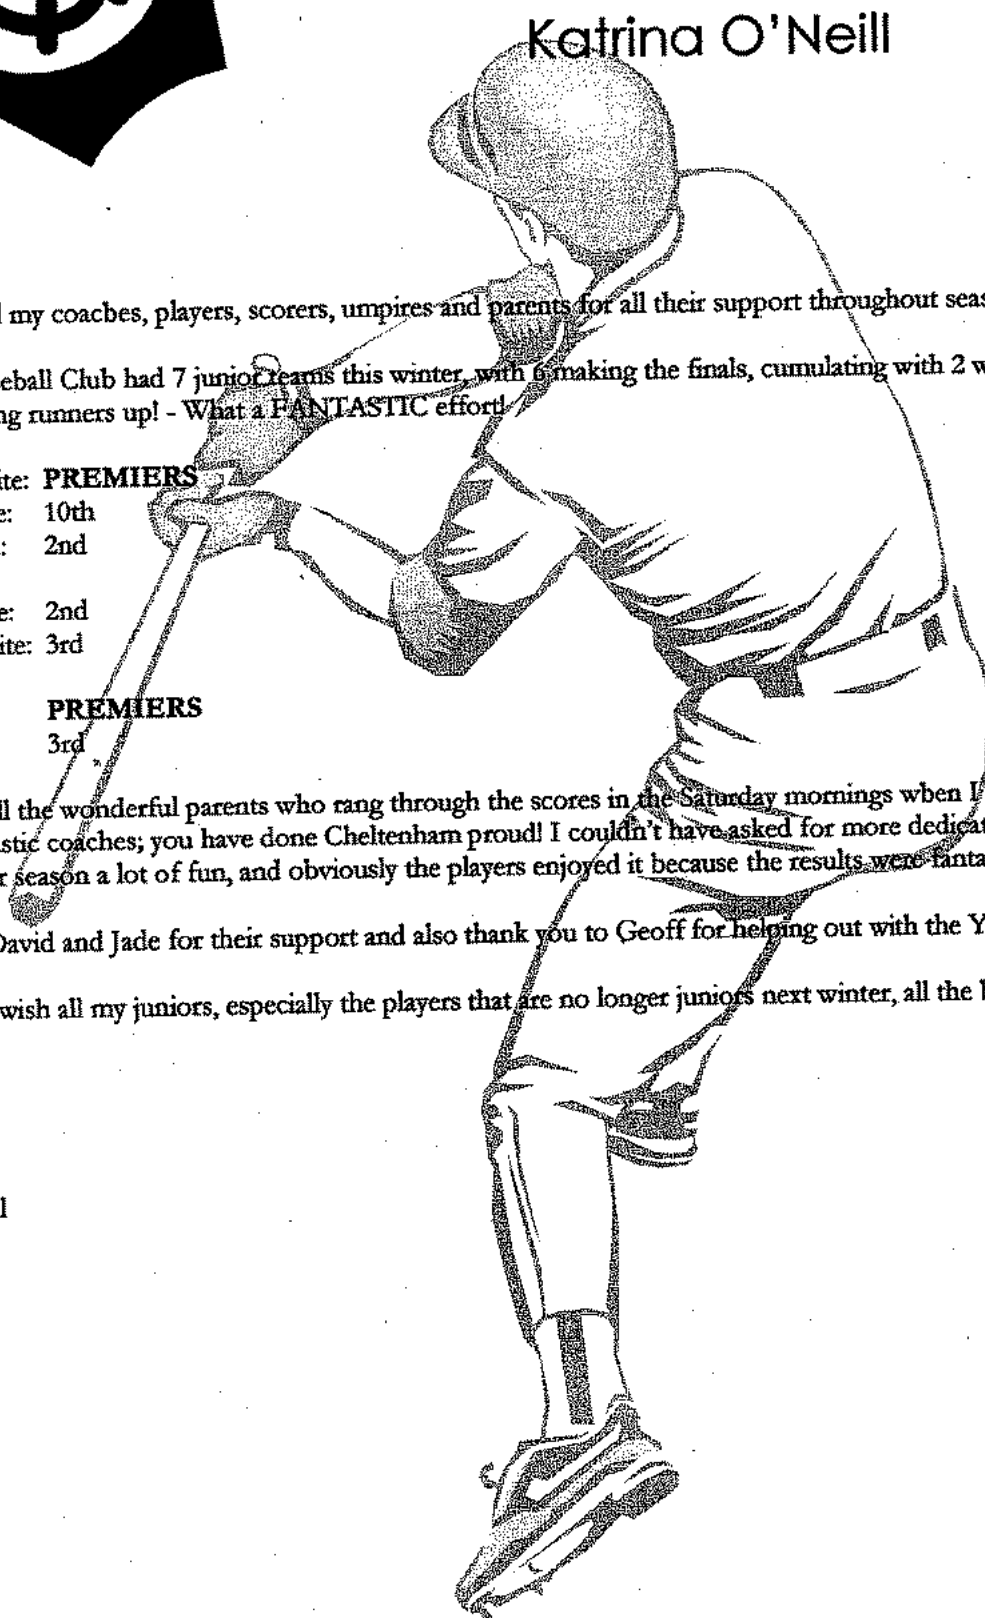 Katrina O'Neill
my coaches, players, scorers, umpires and parents for all their support throughout seas
eball Club had 7 junior teams this winter, with 6 making the finals, cumulating with 2 w
ng runners up! - What a FANTASTIC effort!
ite: PREMIERS
e: 10th
: 2nd
e: 2nd
ite: 3rd
PREMIERS
3rd
ll the wonderful parents who rang through the scores in the Saturday mornings when I
stic coaches; you have done Cheltenham proud! I couldn't have asked for more dedicat
r season a lot of fun, and obviously the players enjoyed it because the results were fanta
David and Jade for their support and also thank you to Geoff for helping out with the Y
wish all my juniors, especially the players that are no longer juniors next winter, all the